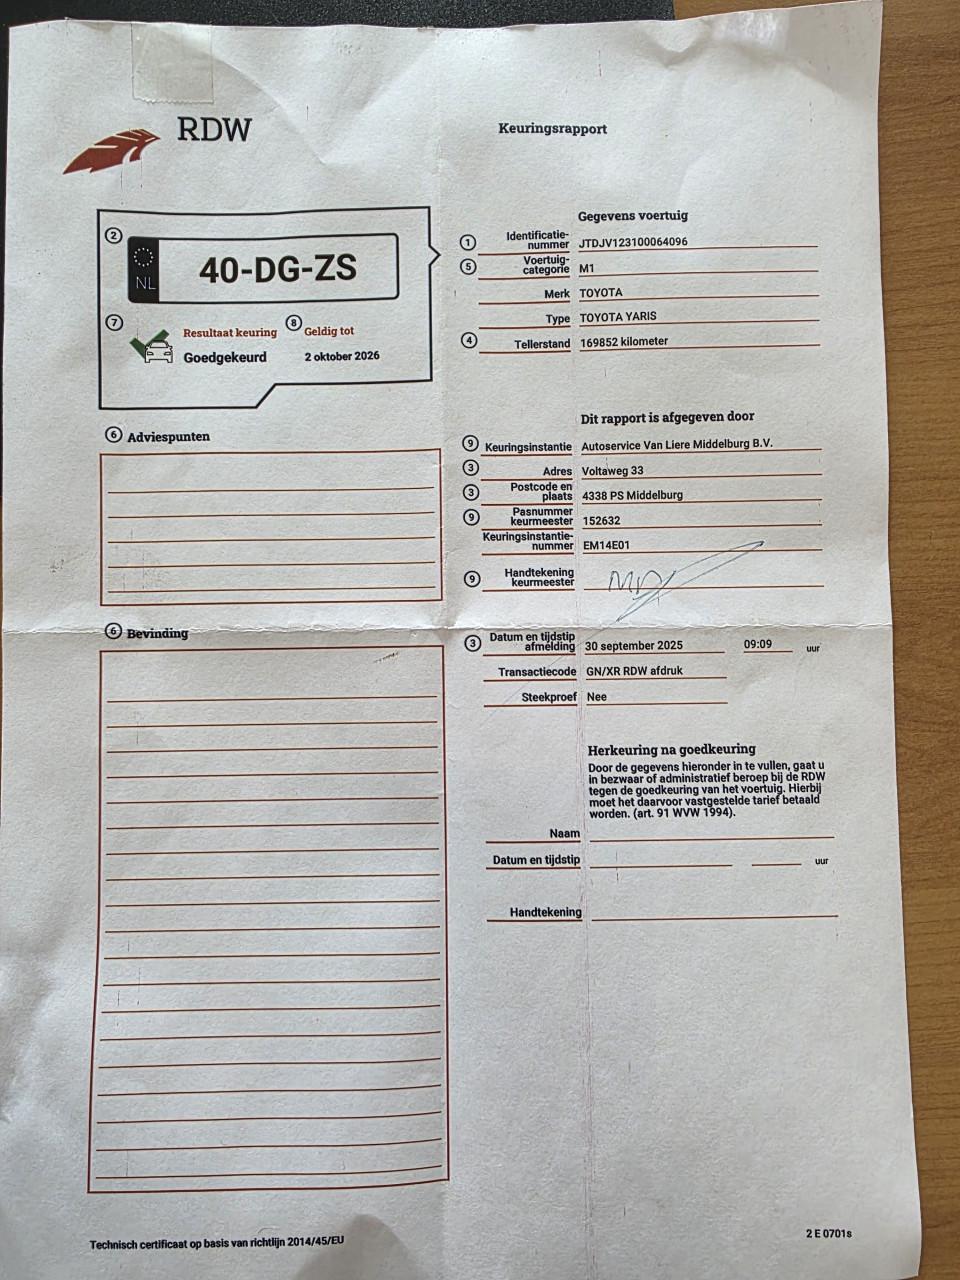 RDW
Keuringsrapport
2
NL
40-DG-ZS
7
Resultaat keuring
Goedgekeurd
8
Geldig tot
2 oktober 2026
Gegevens voertuig
1 Identificatie-
nummer JTDJV123100064096
5 Voertuig-
categorie M1
Merk TOYOTA
Type TOYOTA YARIS
4 Tellerstand 169852 kilometer
6 Adviespunten
Dit rapport is afgegeven door
9 Keuringsinstantie Autoservice Van Liere Middelburg B.V.
3 Adres Voltaweg 33
3 Postcode en
plaats 4338 PS Middelburg
9 Pasnummer
keurmeester 152632
Keuringsinstantie-
nummer EM14E01
9 Handtekening
keurmeester
6 Bevinding
3 Datum en tijdstip
afmelding 30 september 2025 09:09 uur
Transactiecode GN/XR RDW afdruk
Steekproef Nee
Herkeuring na goedkeuring
Door de gegevens hieronder in te vullen, gaat u
in bezwaar of administratief beroep bij de RDW
tegen de goedkeuring van het voertuig. Hierbij
moet het daarvoor vastgestelde tarief betaald
worden. (art. 91 WVW 1994).
Naam
Datum en tijdstip uur
Handtekening
Technisch certificaat op basis van richtlijn 2014/45/EU
2 E 0701s